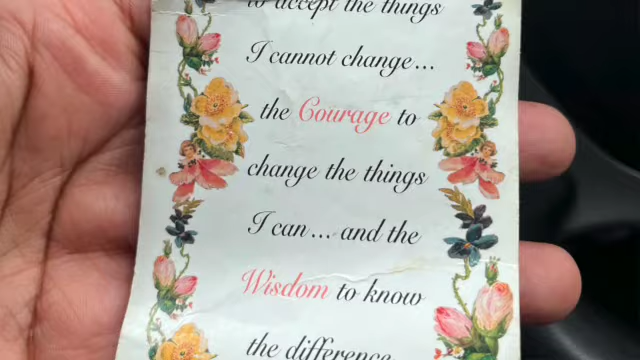 to accept the things
I cannot change...
the Courage to
change the things
I can... and the
Wisdom to know
the difference